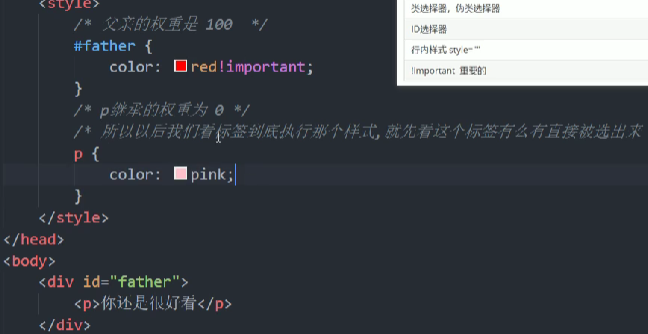 <style>
类选择器，伪类选择器
/* 父亲的权重是 100 */
ID选择器
#father {
行内样式 style=""
color: red!important;
!important 重要的
}
/* p继承的权重为 0 */
/* 所以以后我们看标签到底执行那个样式,就先看这个标签有么有直接被选出来
p {
color: pink;
}
</style>
</head>
<body>
<div id="father">
<p>你还是很好看</p>
</div>